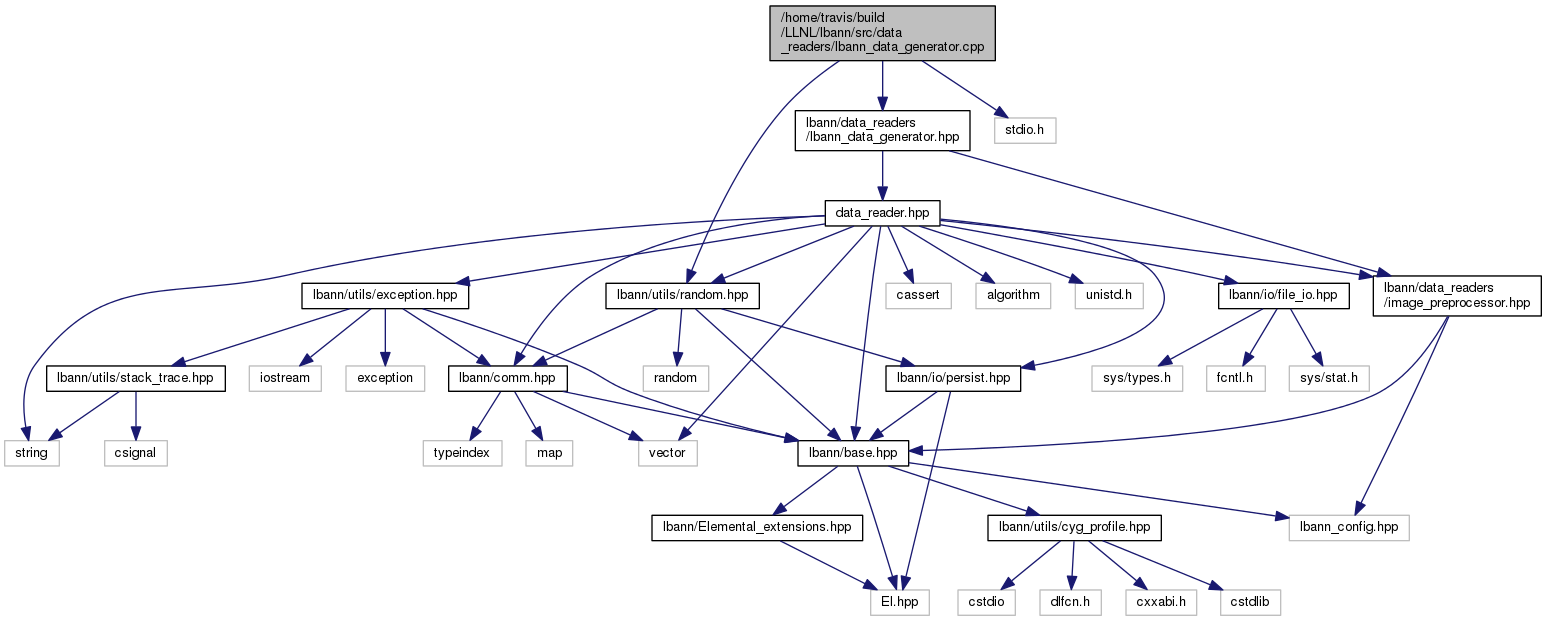 /home/travis/build
/LLNL/lbann/src/data
_readers/lbann_data_generator.cpp
lbann/data_readers
/lbann_data_generator.hpp
stdio.h
data_reader.hpp
lbann/utils/exception.hpp
lbann/utils/random.hpp
cassert
algorithm
unistd.h
lbann/io/file_io.hpp
lbann/data_readers
/image_preprocessor.hpp
lbann/utils/stack_trace.hpp
iostream
exception
lbann/comm.hpp
random
lbann/io/persist.hpp
sys/types.h
fcntl.h
sys/stat.h
string
csignal
typeindex
map
vector
lbann/base.hpp
lbann/Elemental_extensions.hpp
lbann/utils/cyg_profile.hpp
lbann_config.hpp
El.hpp
cstdio
dlfcn.h
cxxabi.h
cstdlib